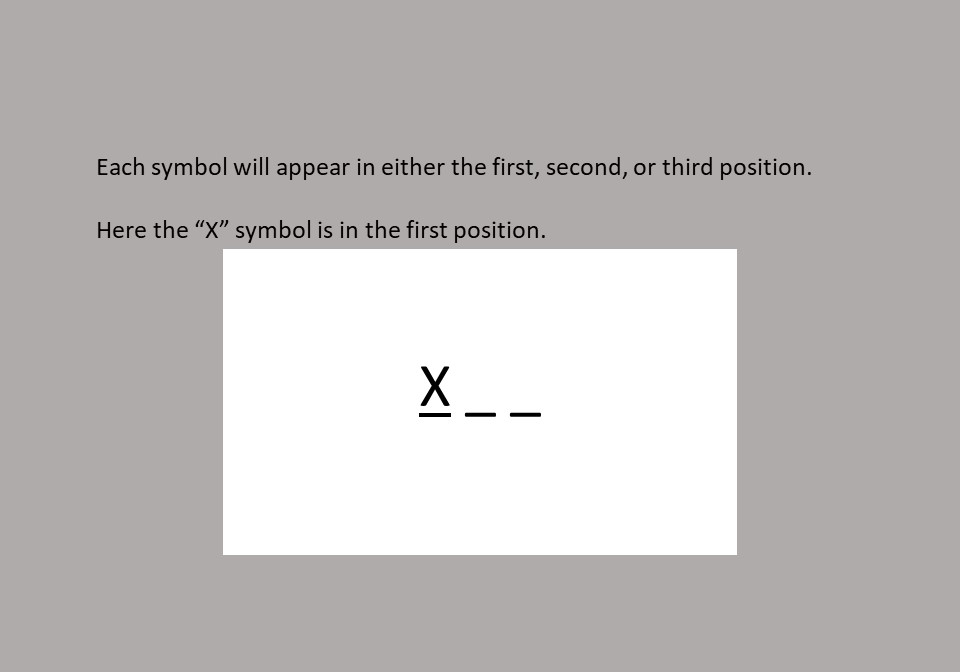 Each symbol will appear in either the first, second, or third position.
Here the “X” symbol is in the first position.
X _ _